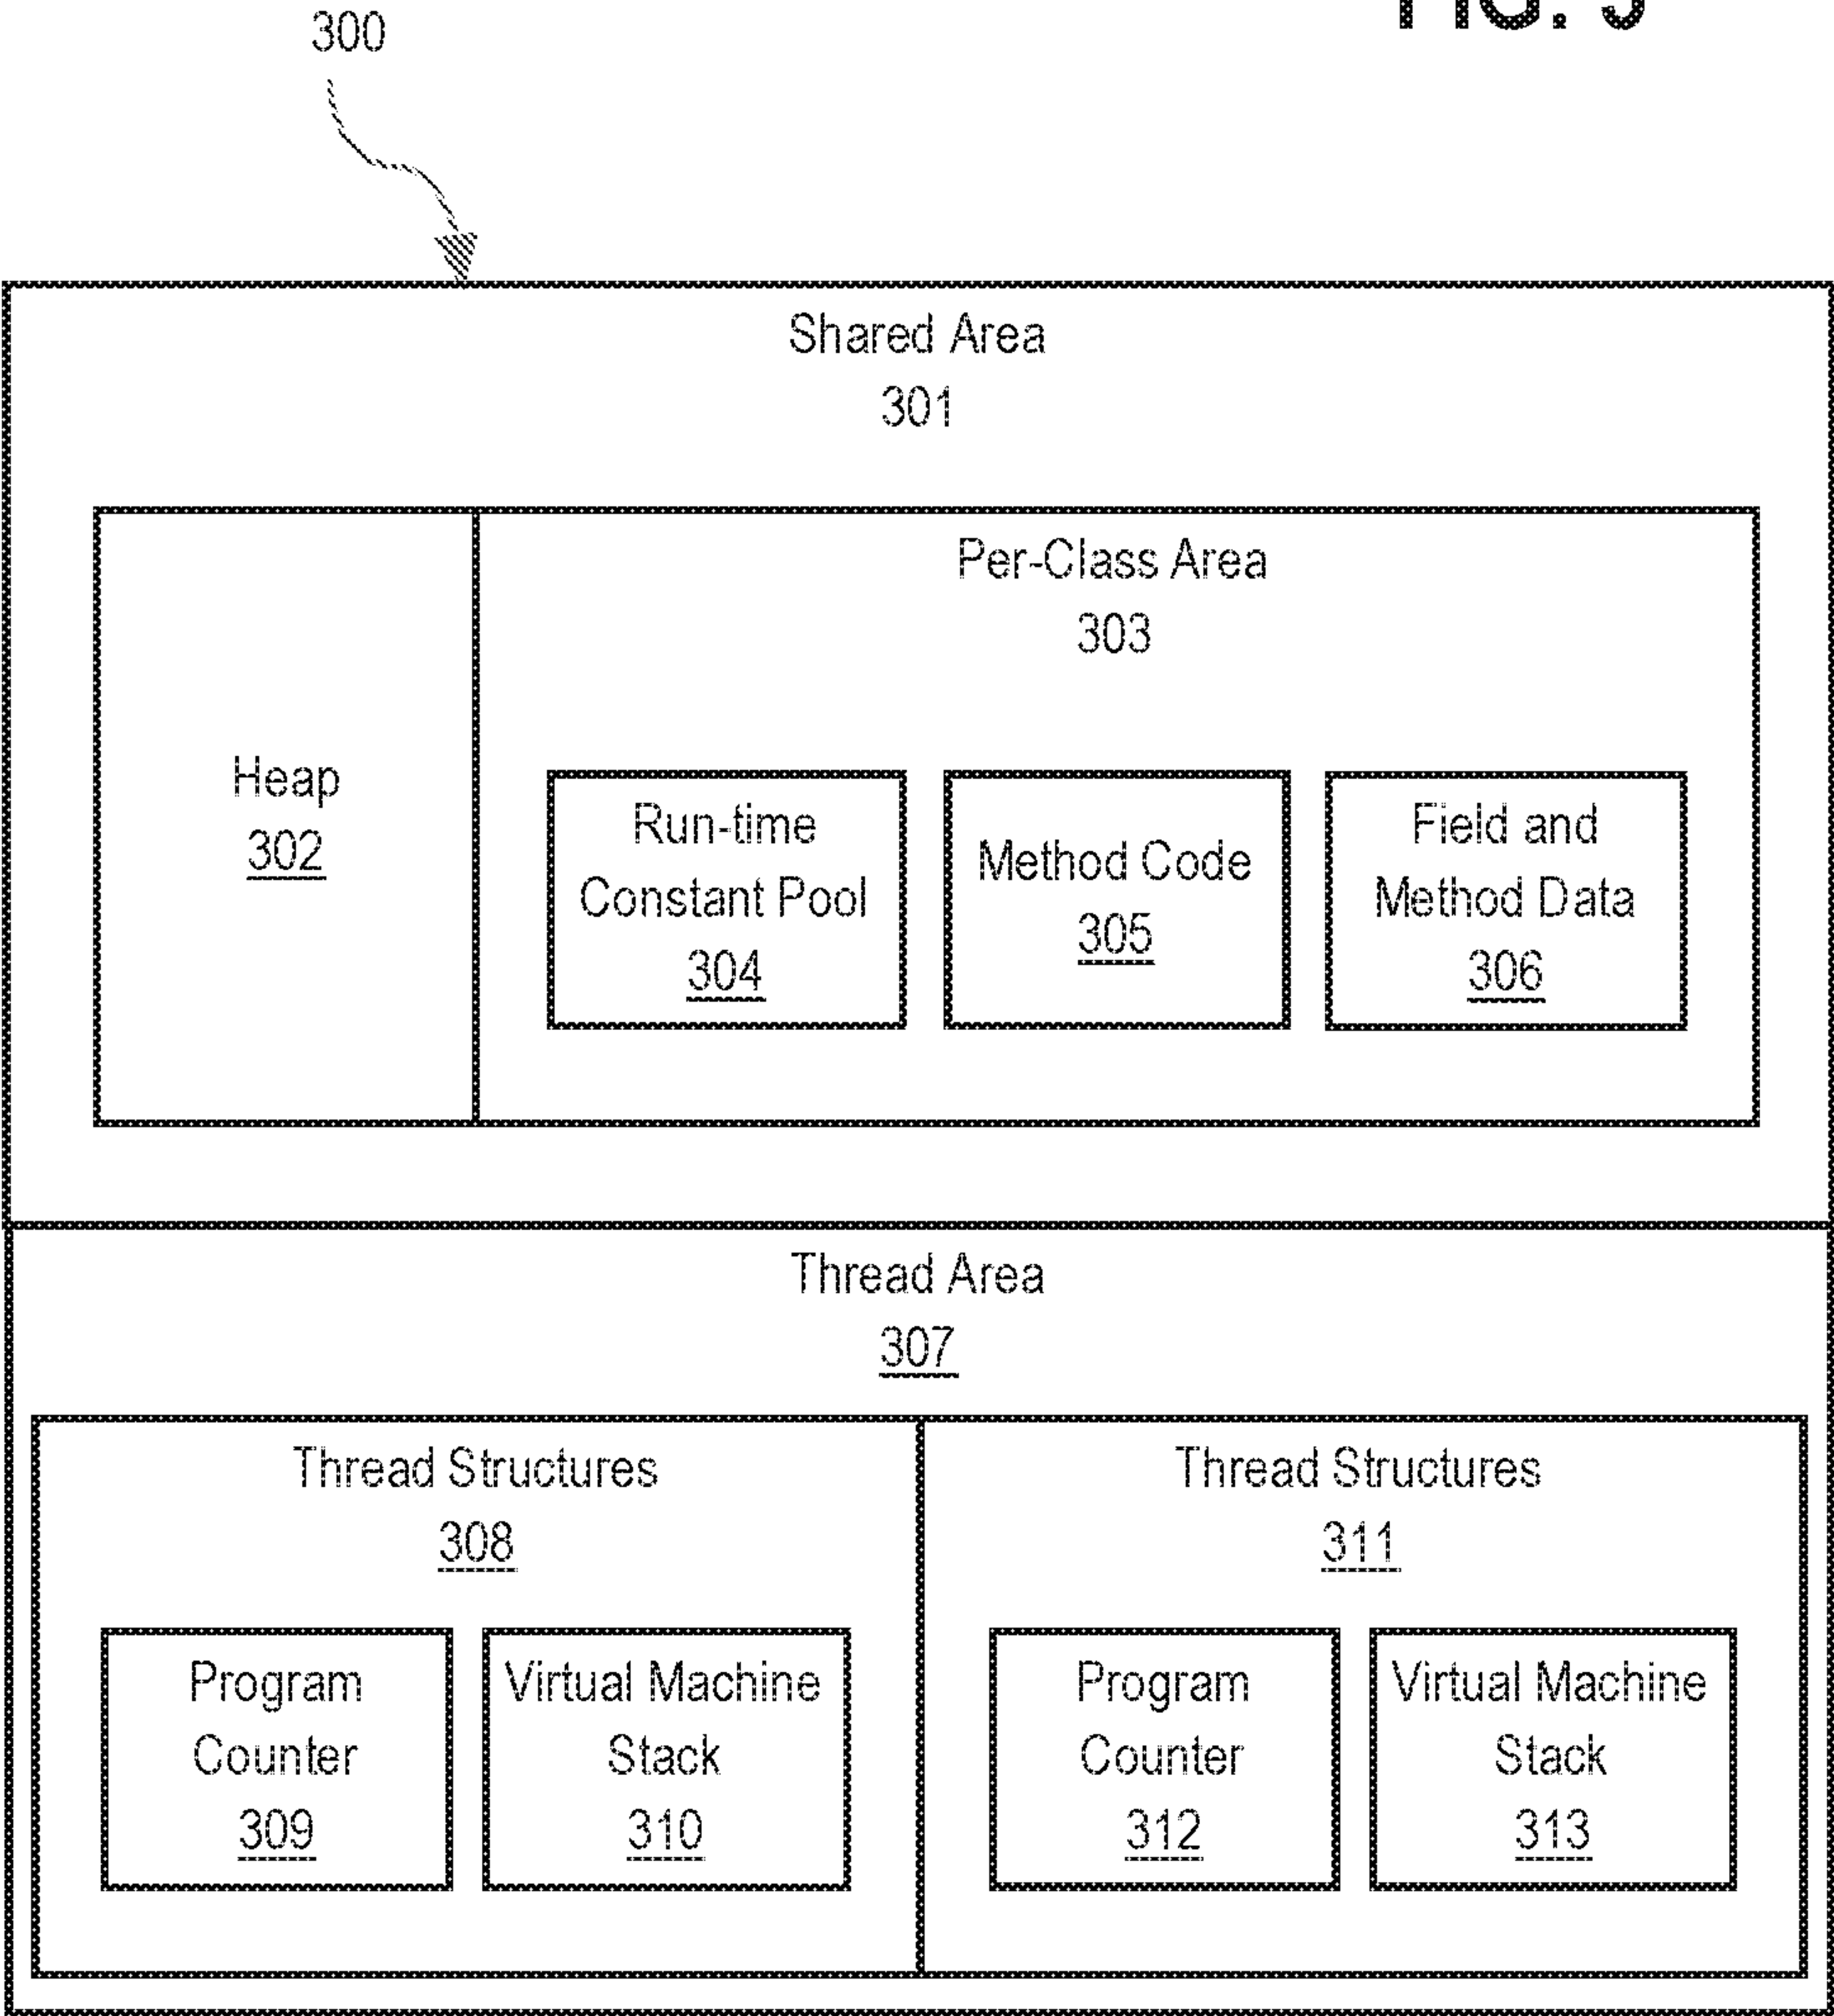 300
Shared Area
301
Heap
302
Per-Class Area
303
Run-time
Constant Pool
304
Method Code
305
Field and
Method Data
306
Thread Area
307
Thread Structures
308
Program
Counter
309
Virtual Machine
Stack
310
Thread Structures
311
Program
Counter
312
Virtual Machine
Stack
313